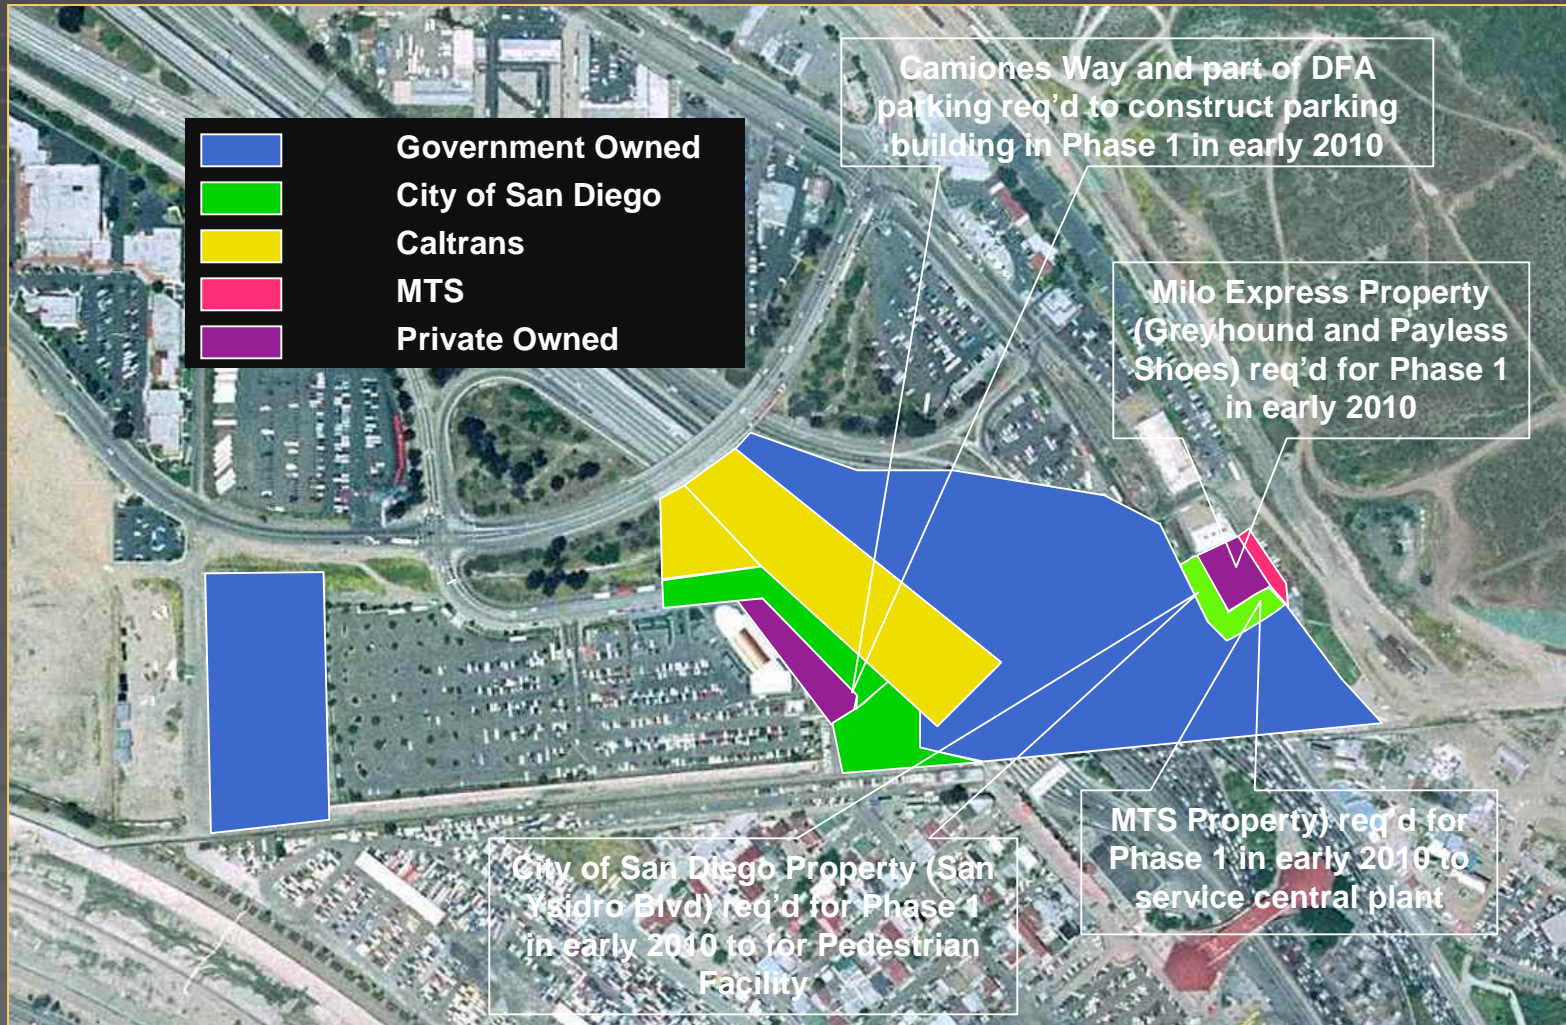 Government Owned
City of San Diego
Caltrans
MTS
Private Owned
Camiones Way and part of DFA
parking req'd to construct parking
building in Phase 1 in early 2010
Milo Express Property
(Greyhound and Payless
Shoes) req'd for Phase 1
in early 2010
City of San Diego Property (San
Ysidro Blvd) req'd for Phase 1
in early 2010 to for Pedestrian
Facility
MTS Property) req'd for
Phase 1 in early 2010 to
service central plant